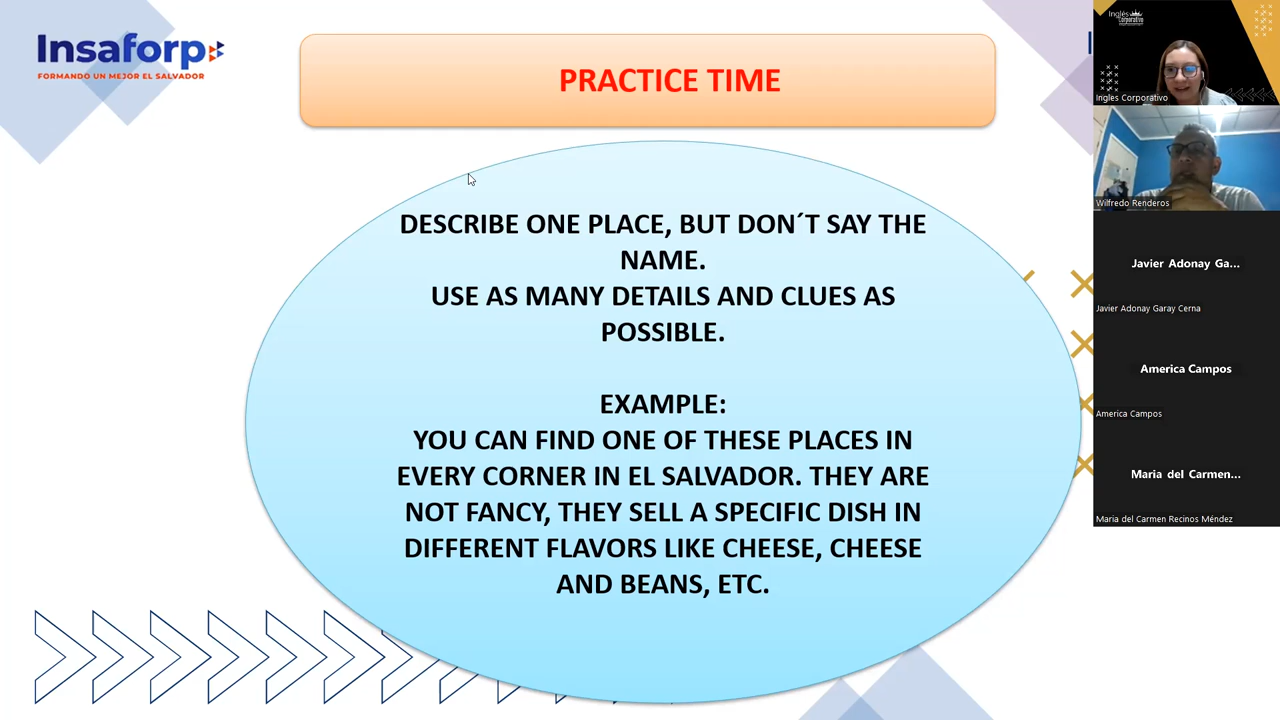 Insaforp
FORMANDO UN MEJOR EL SALVADOR
PRACTICE TIME
DESCRIBE ONE PLACE, BUT DON´T SAY THE
NAME.
USE AS MANY DETAILS AND CLUES AS
POSSIBLE.
EXAMPLE:
YOU CAN FIND ONE OF THESE PLACES IN
EVERY CORNER IN EL SALVADOR. THEY ARE
NOT FANCY, THEY SELL A SPECIFIC DISH IN
DIFFERENT FLAVORS LIKE CHEESE, CHEESE
AND BEANS, ETC.
Inglés
Corporativo
Ingles Corporativo
Wilfredo Renderos
Javier Adonay Ga...
Javier Adonay Garay Cerna
America Campos
America Campos
Maria del Carmen...
Maria del Carmen Recinos Méndez